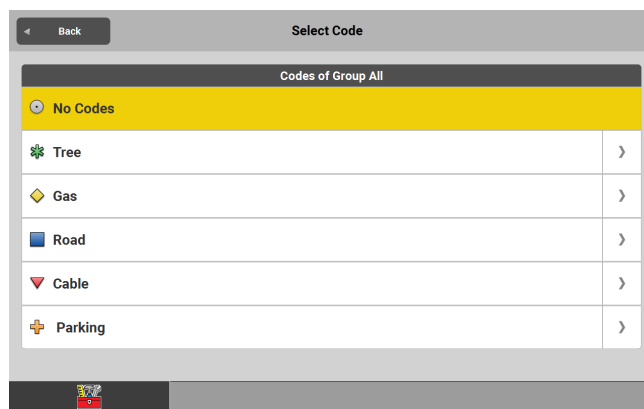 Back
Select Code
Codes of Group All
No Codes
Tree
Gas
Road
Cable
Parking